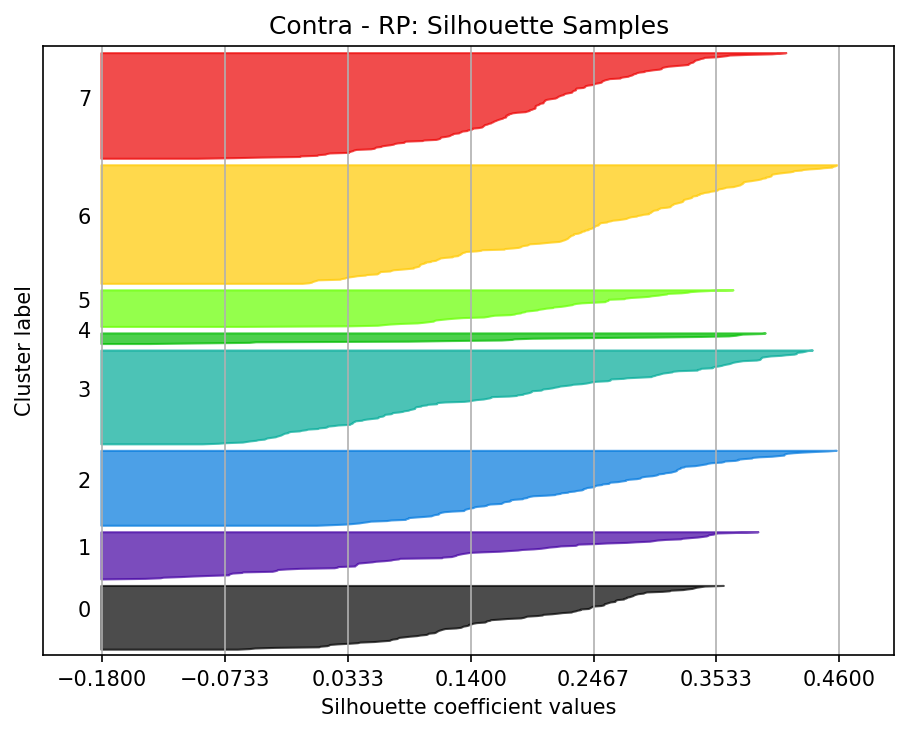 Contra - RP: Silhouette Samples
Cluster label
7
6
5
4
3
2
1
0
−0.1800 −0.0733 0.0333 0.1400 0.2467 0.3533 0.4600
Silhouette coefficient values